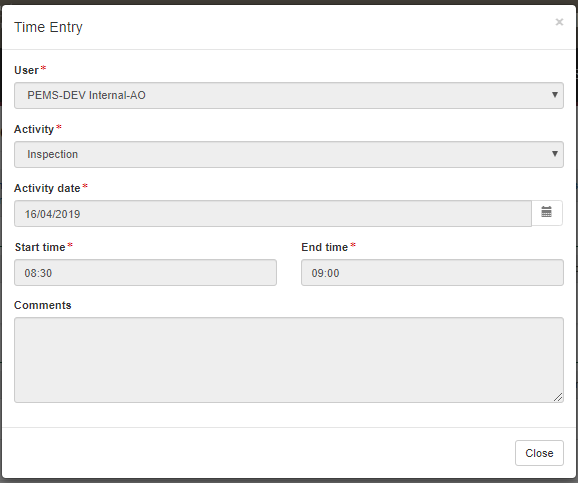 Time Entry ×
User*
PEMS-DEV Internal-AO
Activity*
Inspection
Activity date*
16/04/2019
Start time* End time*
08:30 09:00
Comments
Close